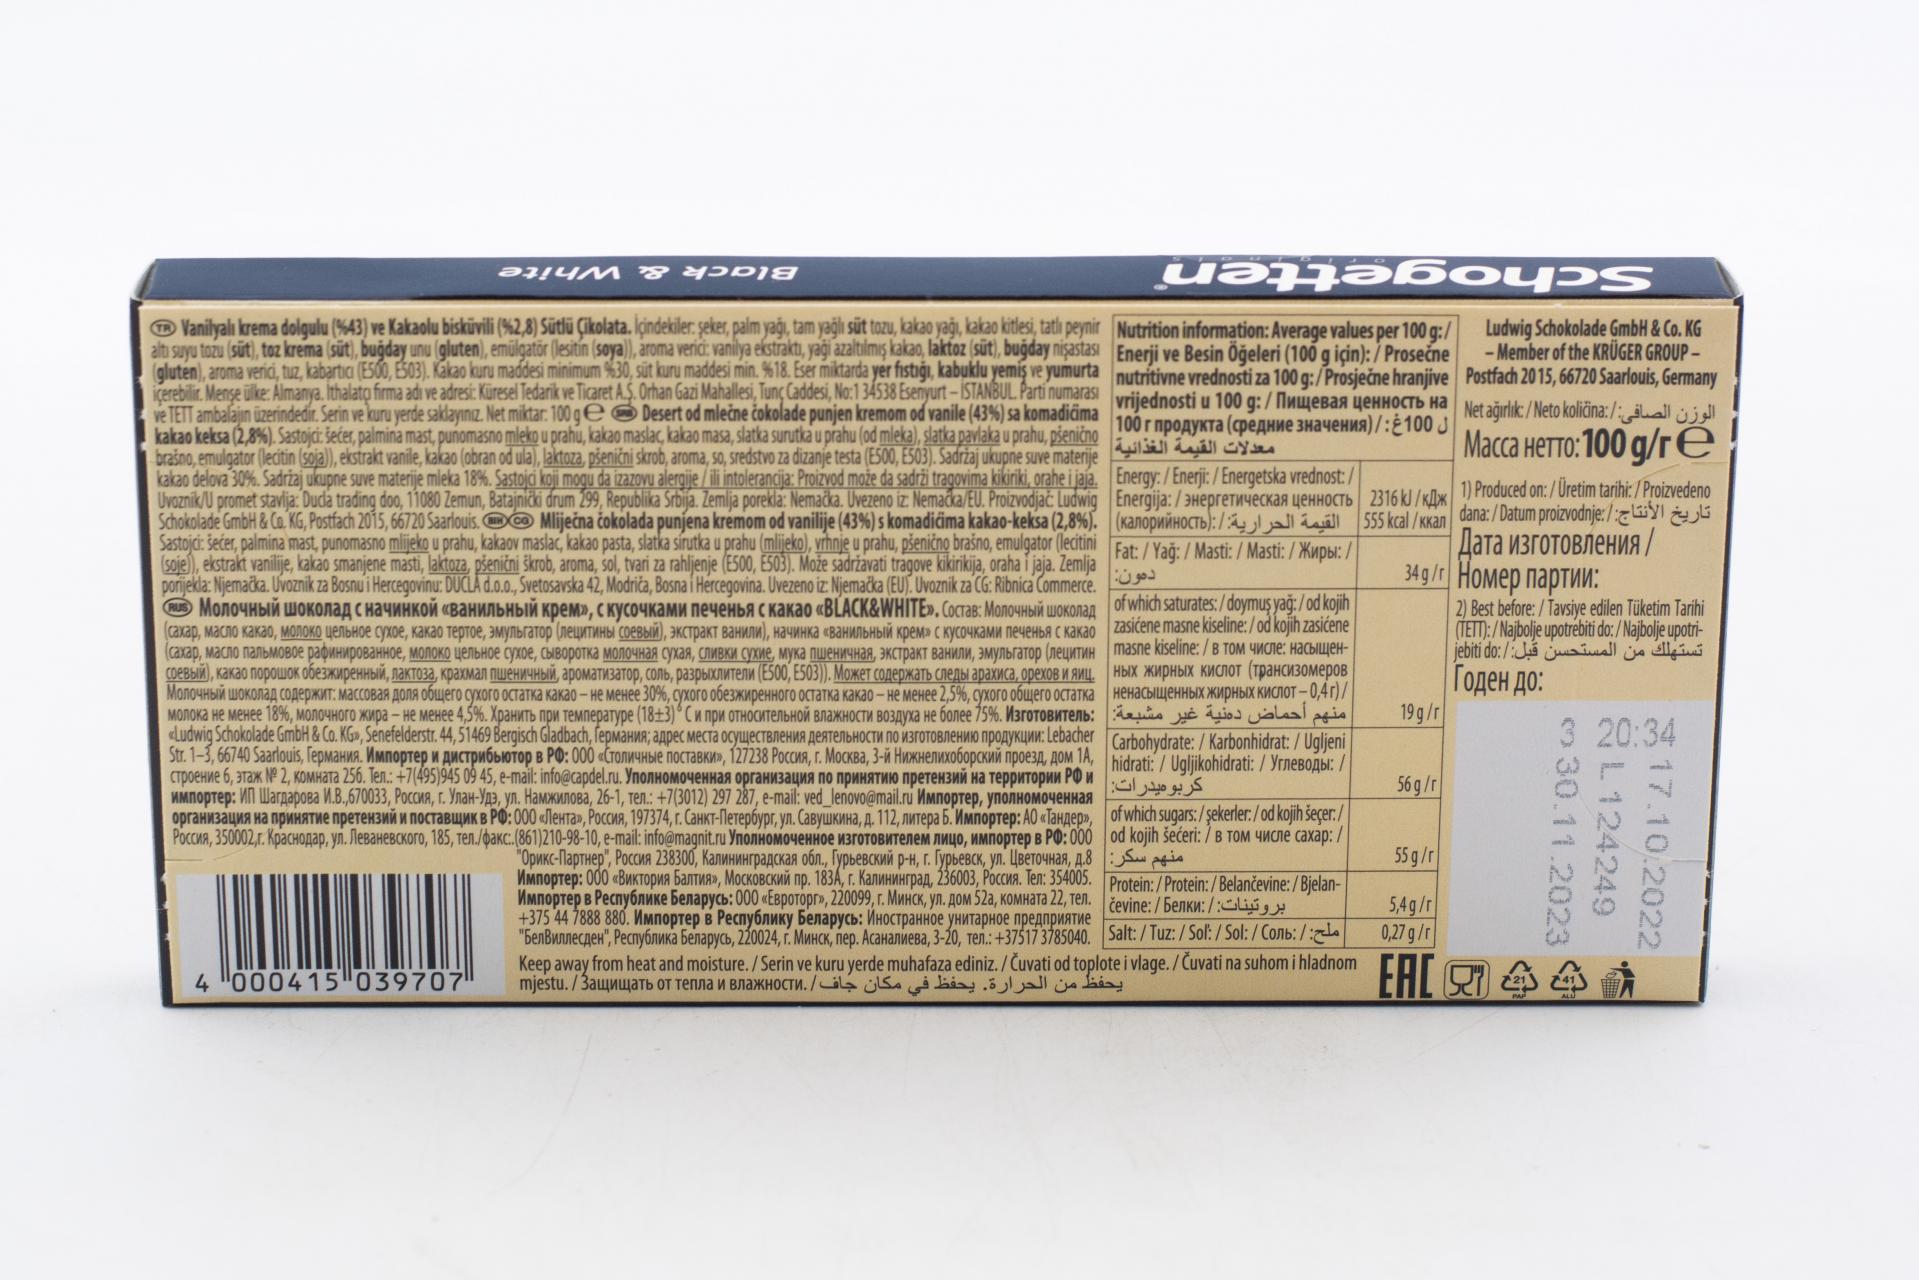 Schogetten®
originals
Black & White
TR Vanilyalı krema dolgulu (%43) ve Kakaolu bisküvili (%2,8) Sütlü Çikolata. İçindekiler: şeker, palm yağı, tam yağlı süt tozu, kakao yağı, kakao kitlesi, tatlı peynir
altı suyu tozu (süt), toz krema (süt), buğday unu (gluten), emülgatör (lesitin (soya)), aroma verici: vanilya ekstraktı, yağı azaltılmış kakao, laktoz (süt), buğday nişastası
(gluten), aroma verici, tuz, kabartıcı (E500, E503). Kakao kuru maddesi minimum %30, süt kuru maddesi min. %18. Eser miktarda yer fıstığı, kabuklu yemiş ve yumurta
içerebilir. Menşe ülke: Almanya. İthalatçı firma adı ve adresi: Küresel Tedarik ve Ticaret A.Ş. Orhan Gazi Mahallesi, Tunç Caddesi, No:1 34538 Esenyurt – İSTANBUL. Parti numarası
ve TETT ambalajın üzerindedir. Serin ve kuru yerde saklayınız. Net miktar: 100 g ℮ SRB Desert od mlečne čokolade punjen kremom od vanile (43%) sa komadićima
kakao keksa (2,8%). Sastojci: šećer, palmina mast, punomasno mleko u prahu, kakao maslac, kakao masa, slatka surutka u prahu (od mleka), slatka pavlaka u prahu, pšenično
brašno, emulgator (lecitin (soja)), ekstrakt vanile, kakao (obran od ula), laktoza, pšenični skrob, aroma, so, sredstvo za dizanje testa (E500, E503). Sadržaj ukupne suve materije
kakao delova 30%. Sadržaj ukupne suve materije mleka 18%. Sastojci koji mogu da izazovu alergije / ili intolerancija: Proizvod može da sadrži tragovima kikiriki, orahe i jaja.
Uvoznik/U promet stavlja: Ducla trading doo, 11080 Zemun, Batajnički drum 299, Republika Srbija. Zemlja porekla: Nemačka. Uvezeno iz: Nemačka/EU. Proizvodjač: Ludwig
Schokolade GmbH & Co. KG, Postfach 2015, 66720 Saarlouis. BIH CG Mliječna čokolada punjena kremom od vanilije (43%) s komadićima kakao-keksa (2,8%).
Sastojci: šećer, palmina mast, punomasno mlijeko u prahu, kakaov maslac, kakao pasta, slatka sirutka u prahu (mlijeko), vrhnje u prahu, pšenično brašno, emulgator (lecitini
(soje)), ekstrakt vanilije, kakao smanjene masti, laktoza, pšenični škrob, aroma, sol, tvari za rahljenje (E500, E503). Može sadržavati tragove kikirikija, oraha i jaja. Zemlja
porijekla: Njemačka. Uvoznik za Bosnu i Hercegovinu: DUCLA d.o.o., Svetosavska 42, Modriča, Bosna i Hercegovina. Uvezeno iz: Njemačka (EU). Uvoznik za CG: Ribnica Commerce.
RUS Молочный шоколад с начинкой «ванильный крем», с кусочками печенья с какао «BLACK&WHITE». Состав: Молочный шоколад
(сахар, масло какао, молоко цельное сухое, какао тертое, эмульгатор (лецитины соевый), экстракт ванили), начинка «ванильный крем» с кусочками печенья с какао
(сахар, масло пальмовое рафинированное, молоко цельное сухое, сыворотка молочная сухая, сливки сухие, мука пшеничная, экстракт ванили, эмульгатор (лецитин
соевый), какао порошок обезжиренный, лактоза, крахмал пшеничный, ароматизатор, соль, разрыхлители (E500, E503)). Может содержать следы арахиса, орехов и яиц.
Молочный шоколад содержит: массовая доля общего сухого остатка какао – не менее 30%, сухого обезжиренного остатка какао – не менее 2,5%, сухого общего остатка
молока не менее 18%, молочного жира – не менее 4,5%. Хранить при температуре (18±3)° С и при относительной влажности воздуха не более 75%. Изготовитель:
«Ludwig Schokolade GmbH & Co. KG», Senefelderstr. 44, 51469 Bergisch Gladbach, Германия; адрес места осуществления деятельности по изготовлению продукции: Lebacher
Str. 1–3, 66740 Saarlouis, Германия. Импортер и дистрибьютор в РФ: ООО «Столичные поставки», 127238 Россия, г. Москва, 3-й Нижнелихоборский проезд, дом 1А,
строение 6, этаж № 2, комната 256. Тел.: +7(495)945 09 45, e-mail: info@capdel.ru. Уполномоченная организация по принятию претензий на территории РФ и
импортер: ИП Шагдарова И.В.,670033, Россия, г. Улан-Удэ, ул. Намжилова, 26-1, тел.: +7(3012) 297 287, e-mail: ved_lenovo@mail.ru Импортер, уполномоченная
организация на принятие претензий и поставщик в РФ: ООО «Лента», Россия, 197374, г. Санкт-Петербург, ул. Савушкина, д. 112, литера Б. Импортер: АО «Тандер»,
Россия, 350002,г. Краснодар, ул. Леваневского, 185, тел./факс.:(861)210-98-10, e-mail: info@magnit.ru Уполномоченное изготовителем лицо, импортер в РФ: ООО
"Орикс-Партнер", Россия 238300, Калининградская обл., Гурьевский р-н, г. Гурьевск, ул. Цветочная, д.8
Импортер: ООО «Виктория Балтия», Московский пр. 183А, г. Калининград, 236003, Россия. Тел: 354005.
Импортер в Республике Беларусь: ООО «Евроторг», 220099, г. Минск, ул. дом 52а, комната 22, тел.
+375 44 7888 880. Импортер в Республику Беларусь: Иностранное унитарное предприятие
"БелВиллесден", Республика Беларусь, 220024, г. Минск, пер. Асаналиева, 3-20, тел.: +37517 3785040.
Keep away from heat and moisture. / Serin ve kuru yerde muhafaza ediniz. / Čuvati od toplote i vlage. / Čuvati na suhom i hladnom
mjestu. / Защищать от тепла и влажности. / يحفظ من الحرارة. يحفظ في مكان جاف
4 000415 039707
Nutrition information: Average values per 100 g: /
Enerji ve Besin Öğeleri (100 g için): / Prosečne
nutritivne vrednosti za 100 g: / Prosječne hranjive
vrijednosti u 100 g: / Пищевая ценность на
100 г продукта (средние значения) / ل 100غ:
معدلات القيمة الغذائية
Energy: / Enerji: / Energetska vrednost: /
Energija: / энергетическая ценность 2316 kJ / кДж
(калорийность): / القيمة الحرارية: 555 kcal / ккал
Fat: / Yağ: / Masti: / Masti: / Жиры: /
دهون: 34 g/г
of which saturates: / doymuş yağ: / od kojih
zasićene masne kiseline: / od kojih zasićene
masne kiseline: / в том числе: насыщен-
ных жирных кислот (трансизомеров
ненасыщенных жирных кислот – 0,4 г) /
منهم أحماض دهنية غير مشبعة: 19 g/г
Carbohydrate: / Karbonhidrat: / Ugljeni
hidrati: / Ugljikohidrati: / Углеводы: /
كربوهيدرات: 56 g/г
of which sugars: / şekerler: / od kojih šećer: /
od kojih šećeri: / в том числе сахар: /
منهم سكر: 55 g/г
Protein: / Protein: / Belančevine: / Bjelan-
čevine: / Белки: / بروتينات: 5,4 g/г
Salt: / Tuz: / So: / Sol: / Соль: / ملح: 0,27 g/г
Ludwig Schokolade GmbH & Co. KG
– Member of the KRÜGER GROUP –
Postfach 2015, 66720 Saarlouis, Germany
Net ağırlık: / Neto količina: / الوزن الصافي:
Масса нетто: 100 g/г ℮
1) Produced on: / Üretim tarihi: / Proizvedeno
dana: / Datum proizvodnje: / تاريخ الأنتاج:
Дата изготовления /
Номер партии:
2) Best before: / Tavsiye edilen Tüketim Tarihi
(TETT): / Najbolje upotrebiti do: / Najbolje upotri-
jebiti do: / تستهلك من المستحسن قبل:
Годен до:
20:34 17.10.2022
L 124249
3 30.11.2023
EAC
21
PAP
41
ALU